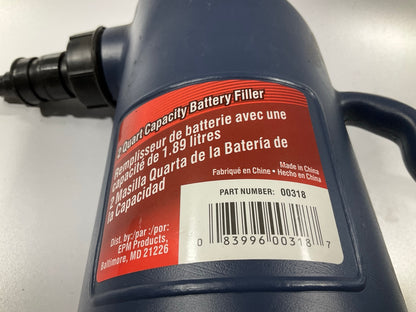 2 Quart Capacity Battery Filler
Remplisseur de batterie avec une
capacité de 1.89 litres
2 Masilla Quarta de la Batería de
la Capacidad
Made in China
Fabriqué en Chine • Hecho en China
PART NUMBER: 00318
Dist. by:/par :/por:
EPM Products,
Baltimore, MD 21226
0 83996 00318 7